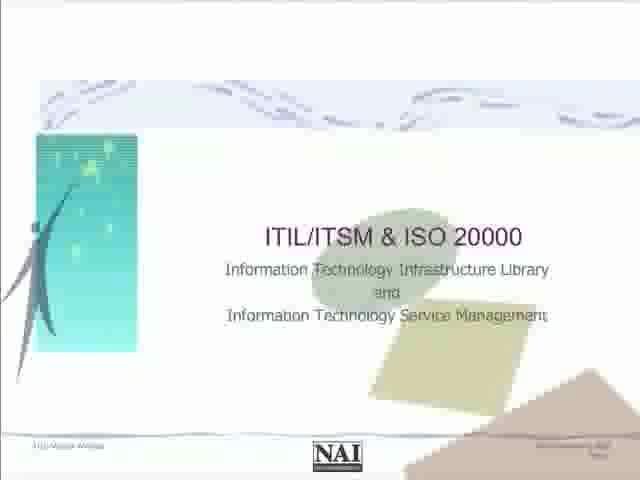 ITIL/ITSM & ISO 20000
Information Technology Infrastructure Library
and
Information Technology Service Management
NAI